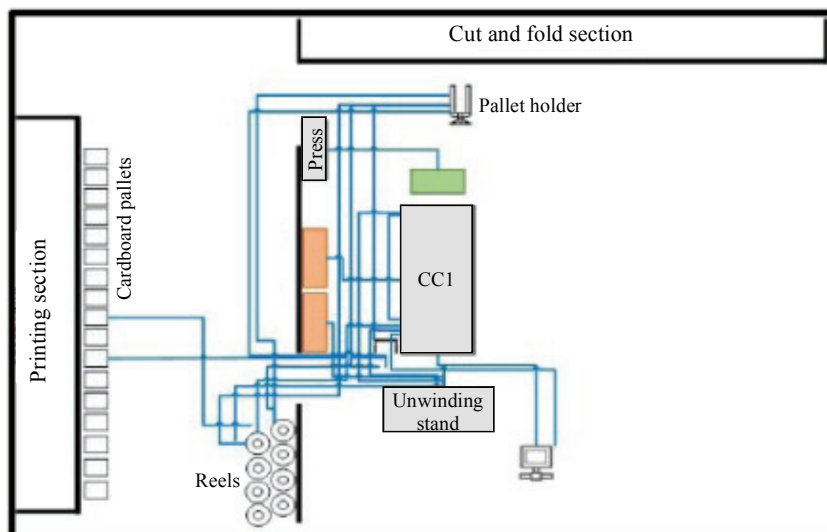 Cut and fold section
Pallet holder
Press
Cardboard pallets
Printing section
CC1
Unwinding
stand
Reels